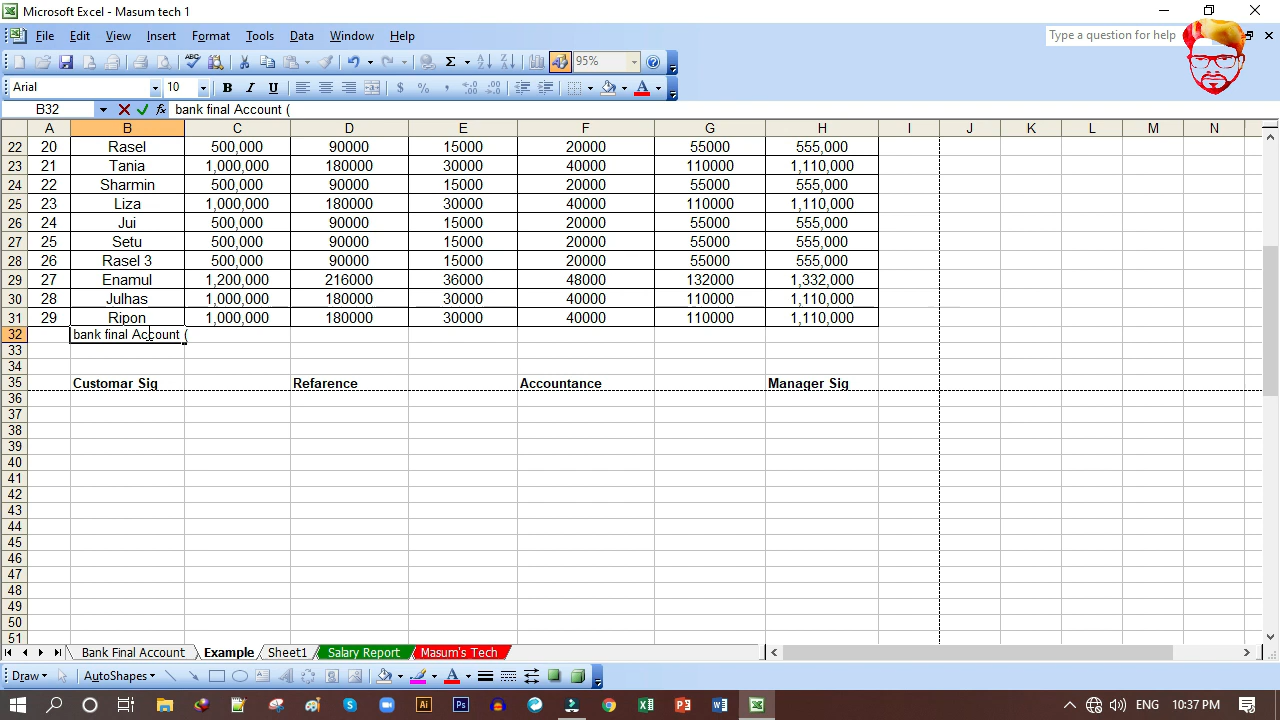 Microsoft Excel - Masum tech 1
File Edit View Insert Format Tools Data Window Help Type a question for help
95%
Arial 10 B I U $ % , A
B32 fx bank final Account (
A B C D E F G H I J K L M N
22 20 Rasel 500,000 90000 15000 20000 55000 555,000
23 21 Tania 1,000,000 180000 30000 40000 110000 1,110,000
24 22 Sharmin 500,000 90000 15000 20000 55000 555,000
25 23 Liza 1,000,000 180000 30000 40000 110000 1,110,000
26 24 Jui 500,000 90000 15000 20000 55000 555,000
27 25 Setu 500,000 90000 15000 20000 55000 555,000
28 26 Rasel 3 500,000 90000 15000 20000 55000 555,000
29 27 Enamul 1,200,000 216000 36000 48000 132000 1,332,000
30 28 Julhas 1,000,000 180000 30000 40000 110000 1,110,000
31 29 Ripon 1,000,000 180000 30000 40000 110000 1,110,000
32 bank final Account (
33
34
35 Customar Sig Refarence Accountance Manager Sig
36
37
38
39
40
41
42
43
44
45
46
47
48
49
50
51
Bank Final Account Example Sheet1 Salary Report Masum's Tech
Draw AutoShapes A
Ai Ps ENG 10:37 PM